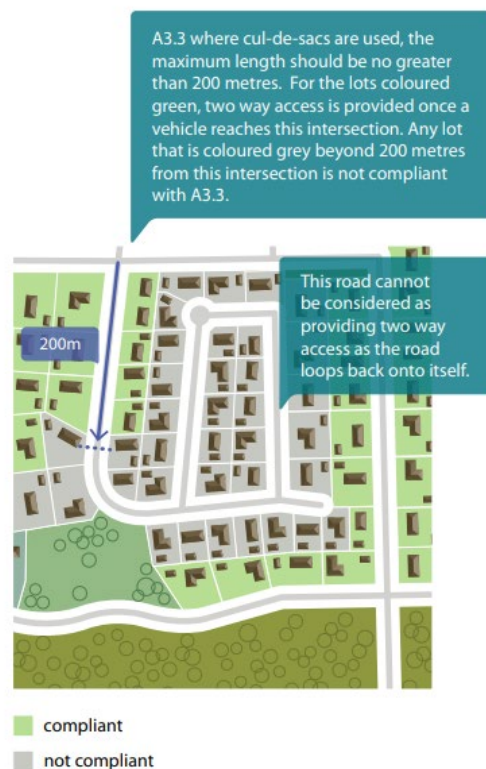 A3.3 where cul-de-sacs are used, the
maximum length should be no greater
than 200 metres.  For the lots coloured
green, two way access is provided once a
vehicle reaches this intersection. Any lot
that is coloured grey beyond 200 metres
from this intersection is not compliant
with A3.3.
This road cannot
be considered as
providing two way
access as the road
loops back onto itself.
200m
compliant
not compliant